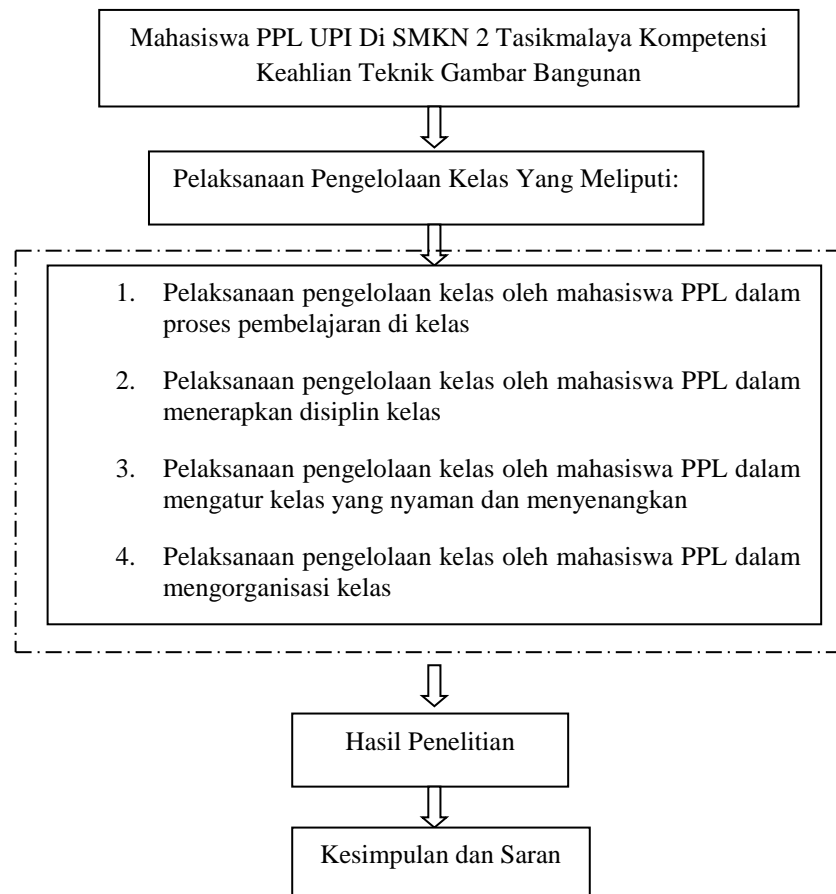 Mahasiswa PPL UPI Di SMKN 2 Tasikmalaya Kompetensi
Keahlian Teknik Gambar Bangunan
Pelaksanaan Pengelolaan Kelas Yang Meliputi:
1. Pelaksanaan pengelolaan kelas oleh mahasiswa PPL dalam
proses pembelajaran di kelas
2. Pelaksanaan pengelolaan kelas oleh mahasiswa PPL dalam
menerapkan disiplin kelas
3. Pelaksanaan pengelolaan kelas oleh mahasiswa PPL dalam
mengatur kelas yang nyaman dan menyenangkan
4. Pelaksanaan pengelolaan kelas oleh mahasiswa PPL dalam
mengorganisasi kelas
Hasil Penelitian
Kesimpulan dan Saran